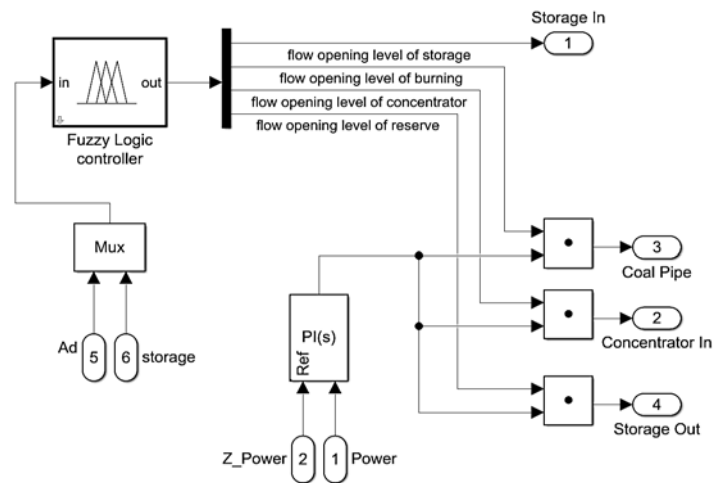 Storage In
1
flow opening level of storage
in
out
flow opening level of burning
flow opening level of concentrator
flow opening level of reserve
Fuzzy Logic
controller
Mux
3
Coal Pipe
PI(s)
Ref
2
Concentrator In
Ad
5
6
storage
4
Storage Out
Z_Power
2
1
Power